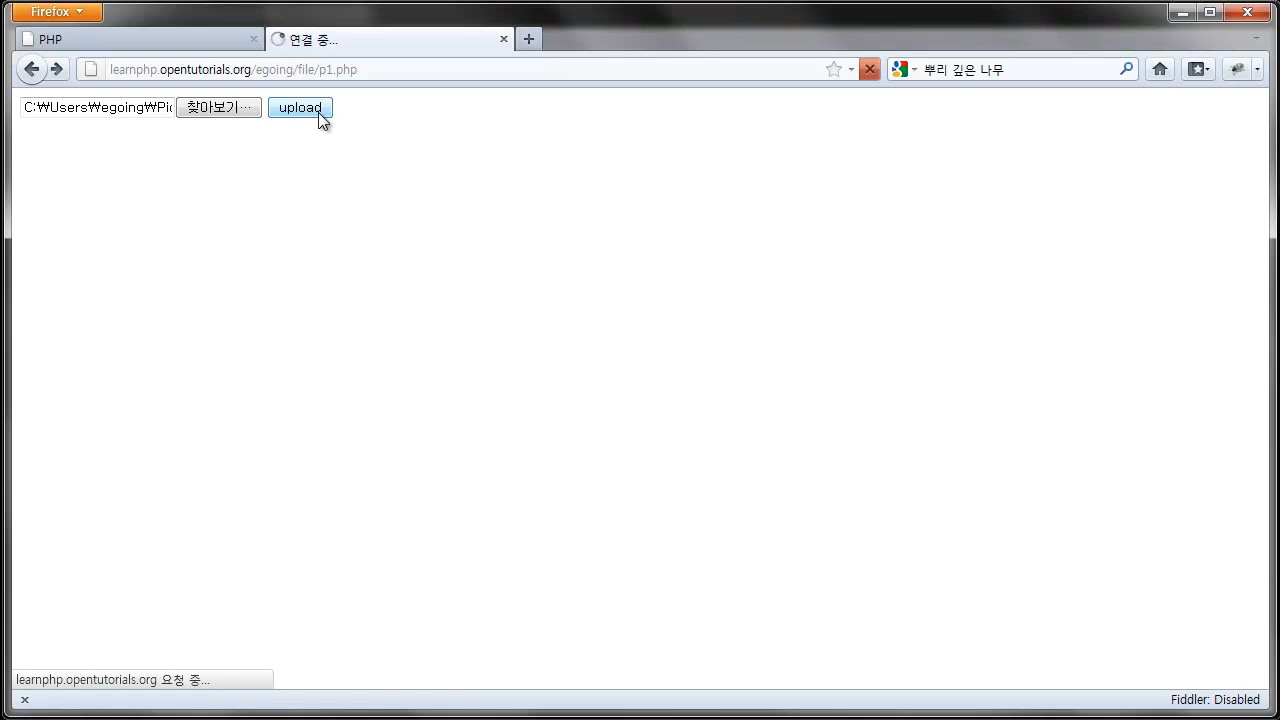 Firefox
PHP
연결 중...
learnphp.opentutorials.org/egoing/file/p1.php
뿌리 깊은 나무
C:₩Users₩egoing₩Pic
찾아보기…
upload
learnphp.opentutorials.org 요청 중...
Fiddler: Disabled